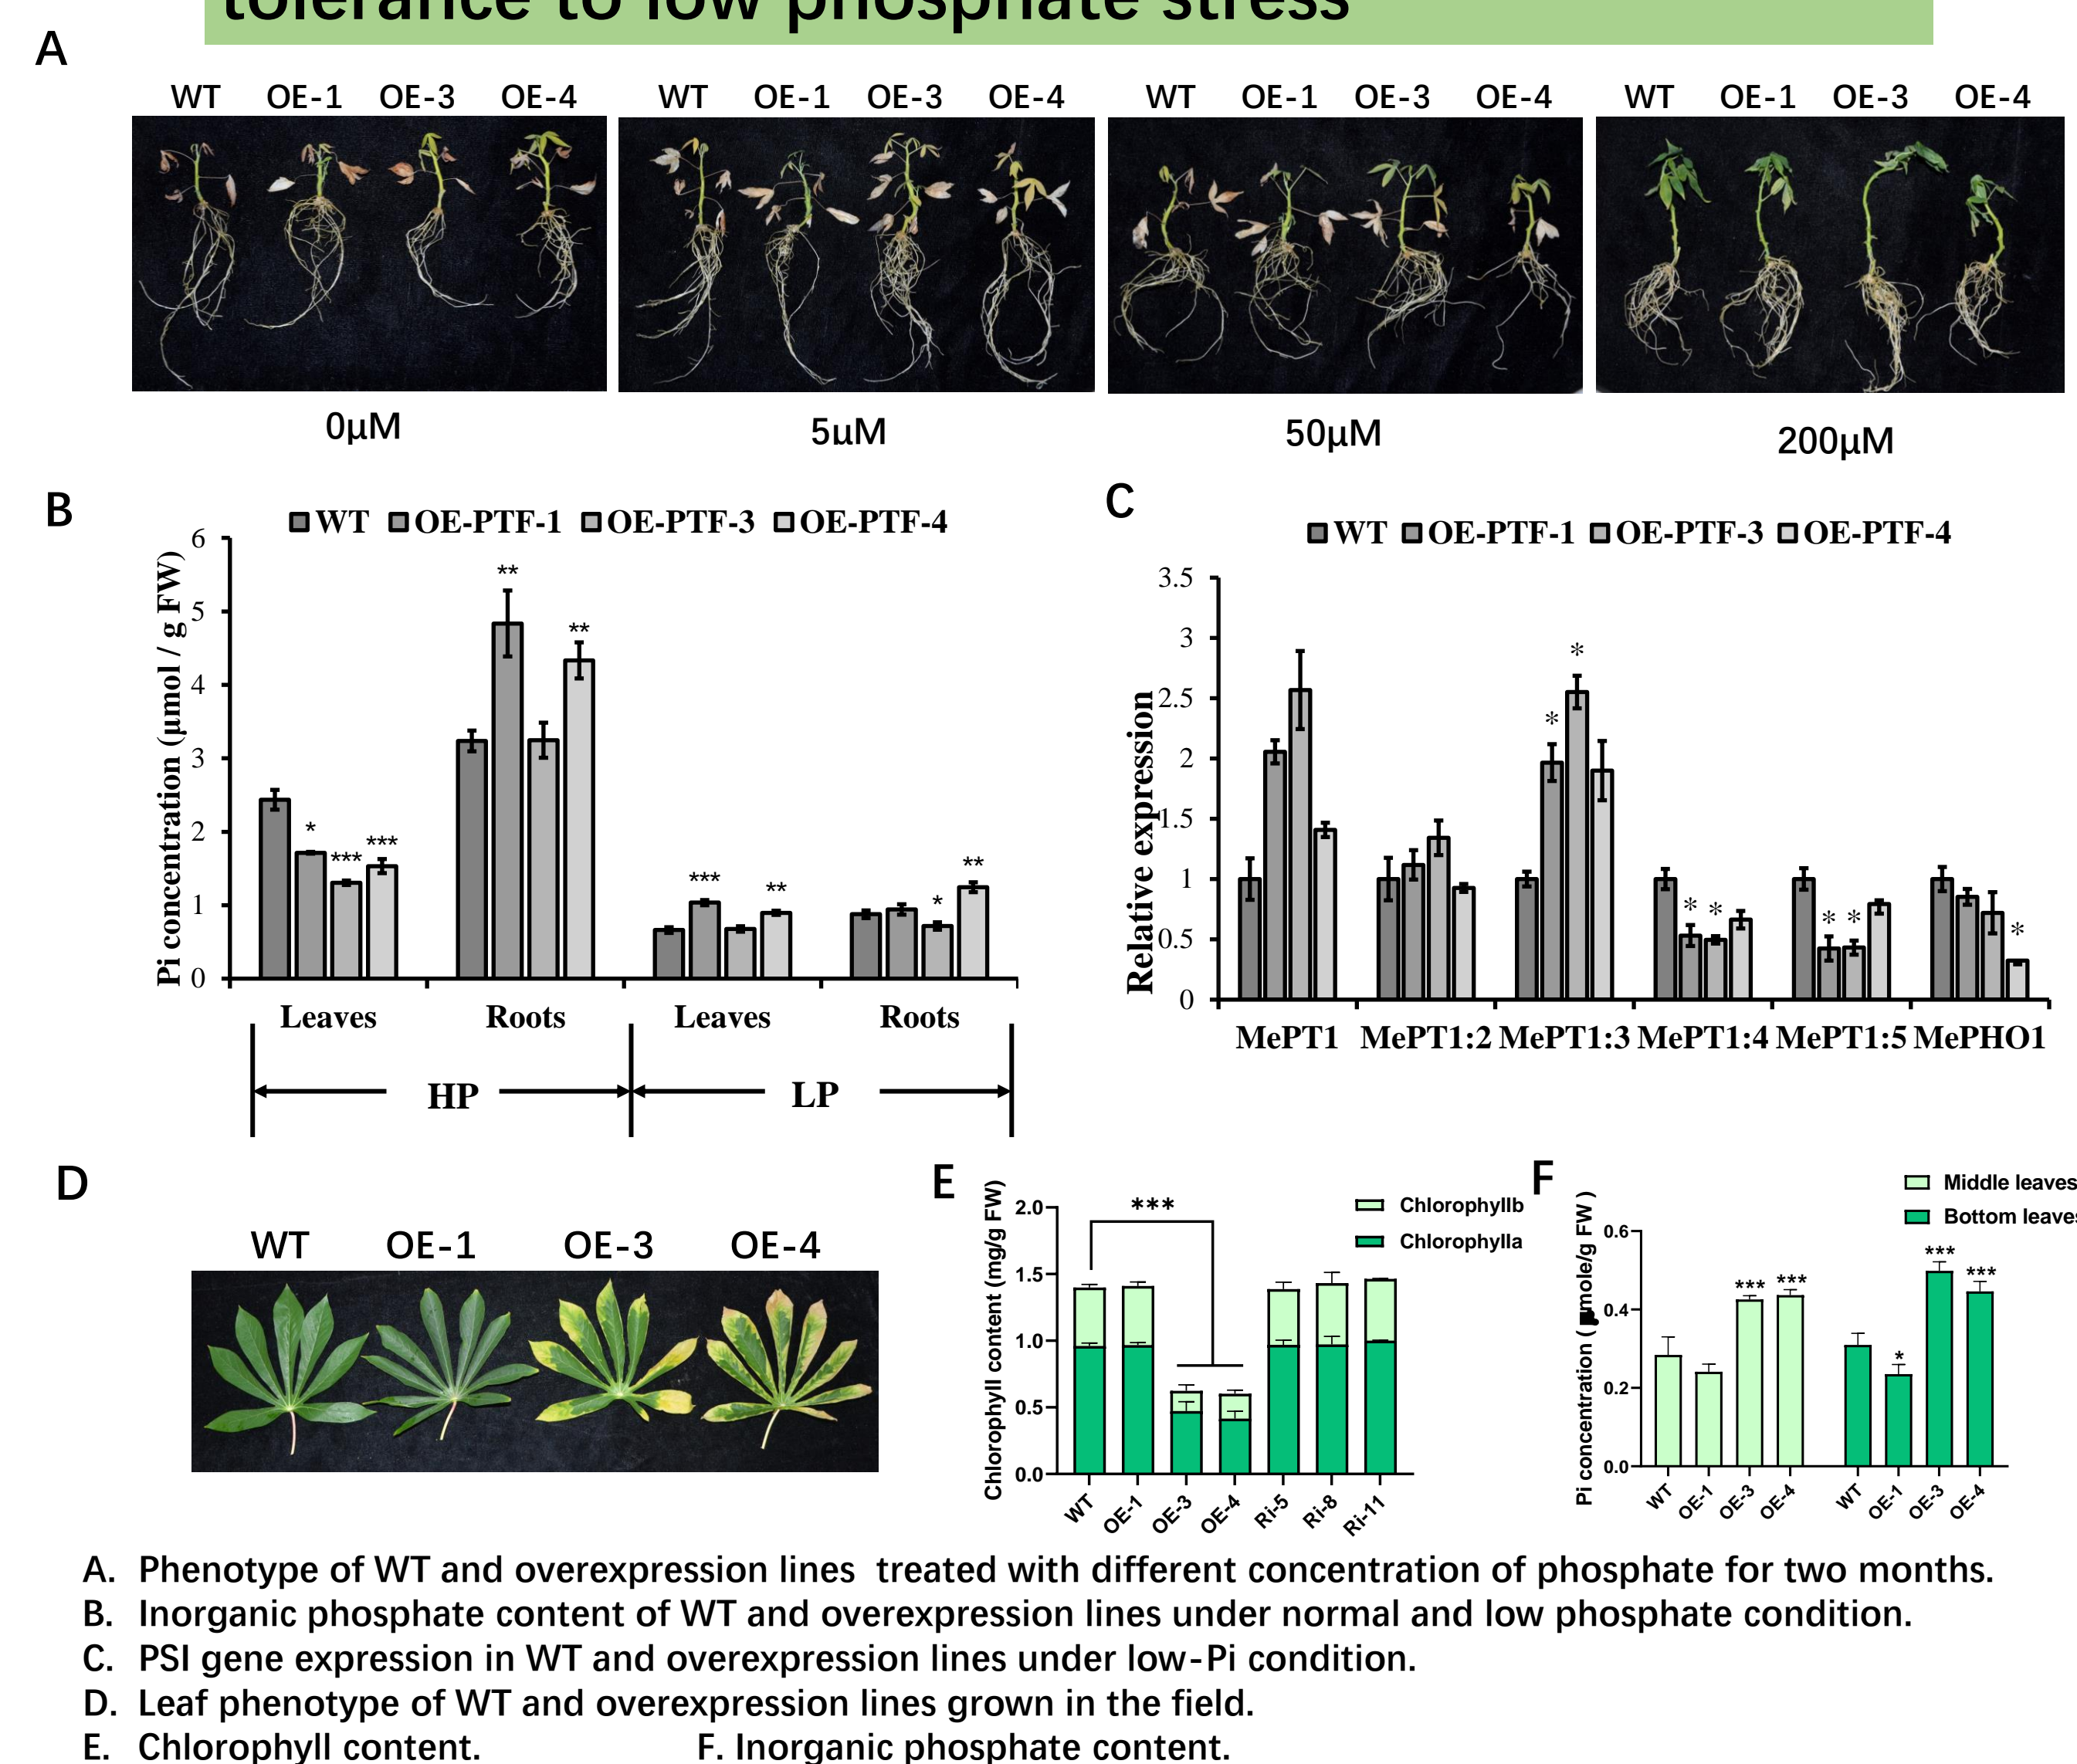 tolerance to low phosphate stress
A
WT OE-1 OE-3 OE-4 WT OE-1 OE-3 OE-4 WT OE-1 OE-3 OE-4 WT OE-1 OE-3 OE-4
0μM 5μM 50μM 200μM
B
WT OE-PTF-1 OE-PTF-3 OE-PTF-4
Pi concentration (μmol / g FW)
6
5
4
3
2
1
0
** ** * *** *** *** ** * **
Leaves Roots Leaves Roots
HP LP
C
WT OE-PTF-1 OE-PTF-3 OE-PTF-4
Relative expression
3.5
3
2.5
2
1.5
1
0.5
0
* * * * * * *
MePT1 MePT1:2 MePT1:3 MePT1:4 MePT1:5 MePHO1
D
WT OE-1 OE-3 OE-4
E
Chlorophyll content (mg/g FW)
2.0
1.5
1.0
0.5
0.0
***
Chlorophyllb
Chlorophylla
WT OE-1 OE-3 OE-4 Ri-5 Ri-8 Ri-11
F
Middle leaves
Bottom leaves
Pi concentration ( mole/g FW )
0.6
0.4
0.2
0.0
*** *** * *** ***
WT OE-1 OE-3 OE-4 WT OE-1 OE-3 OE-4
A. Phenotype of WT and overexpression lines treated with different concentration of phosphate for two months.
B. Inorganic phosphate content of WT and overexpression lines under normal and low phosphate condition.
C. PSI gene expression in WT and overexpression lines under low-Pi condition.
D. Leaf phenotype of WT and overexpression lines grown in the field.
E. Chlorophyll content. F. Inorganic phosphate content.